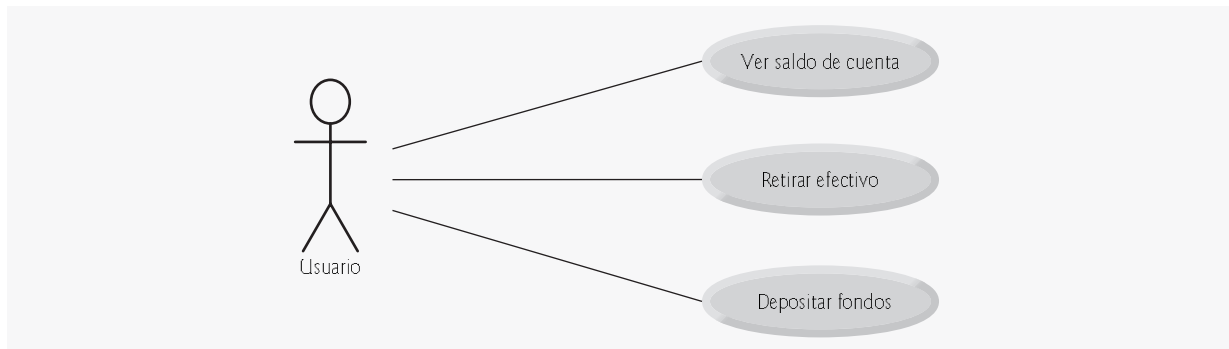 Ver saldo de cuenta
Retirar efectivo
Usuario
Depositar fondos